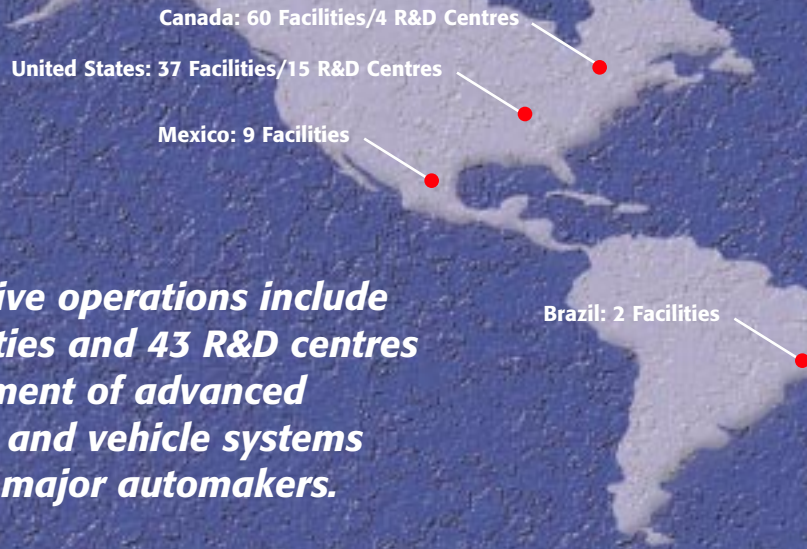 Canada: 60 Facilities/4 R&D Centres
United States: 37 Facilities/15 R&D Centres
Mexico: 9 Facilities
Brazil: 2 Facilities
ive operations include
ties and 43 R&D centres
ment of advanced
and vehicle systems
major automakers.